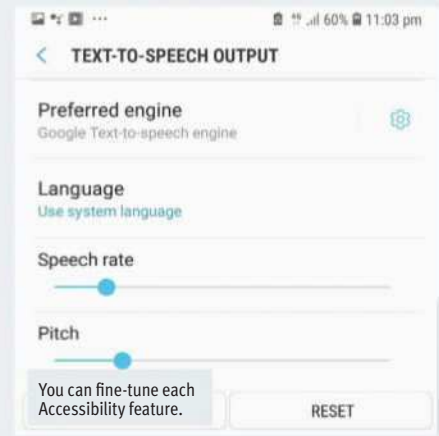 60% 11:03 pm
TEXT-TO-SPEECH OUTPUT
Preferred engine
Google Text-to-speech engine
Language
Use system language
Speech rate
Pitch
You can fine-tune each
Accessibility feature.
RESET